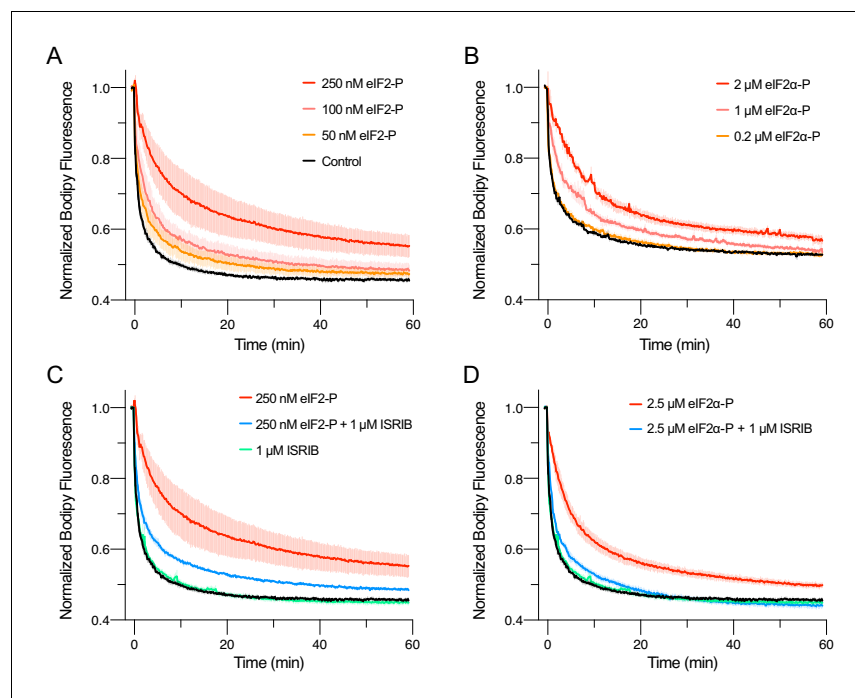 A
Normalized Bodipy Fluorescence
1.0
0.8
0.6
0.4
250 nM eIF2-P
100 nM eIF2-P
50 nM eIF2-P
Control
0 20 40 60
Time (min)
B
Normalized Bodipy Fluorescence
1.0
0.8
0.6
0.4
2 µM eIF2α-P
1 µM eIF2α-P
0.2 µM eIF2α-P
0 20 40 60
Time (min)
C
Normalized Bodipy Fluorescence
1.0
0.8
0.6
0.4
250 nM eIF2-P
250 nM eIF2-P + 1 µM ISRIB
1 µM ISRIB
0 20 40 60
Time (min)
D
Normalized Bodipy Fluorescence
1.0
0.8
0.6
0.4
2.5 µM eIF2α-P
2.5 µM eIF2α-P + 1 µM ISRIB
0 20 40 60
Time (min)